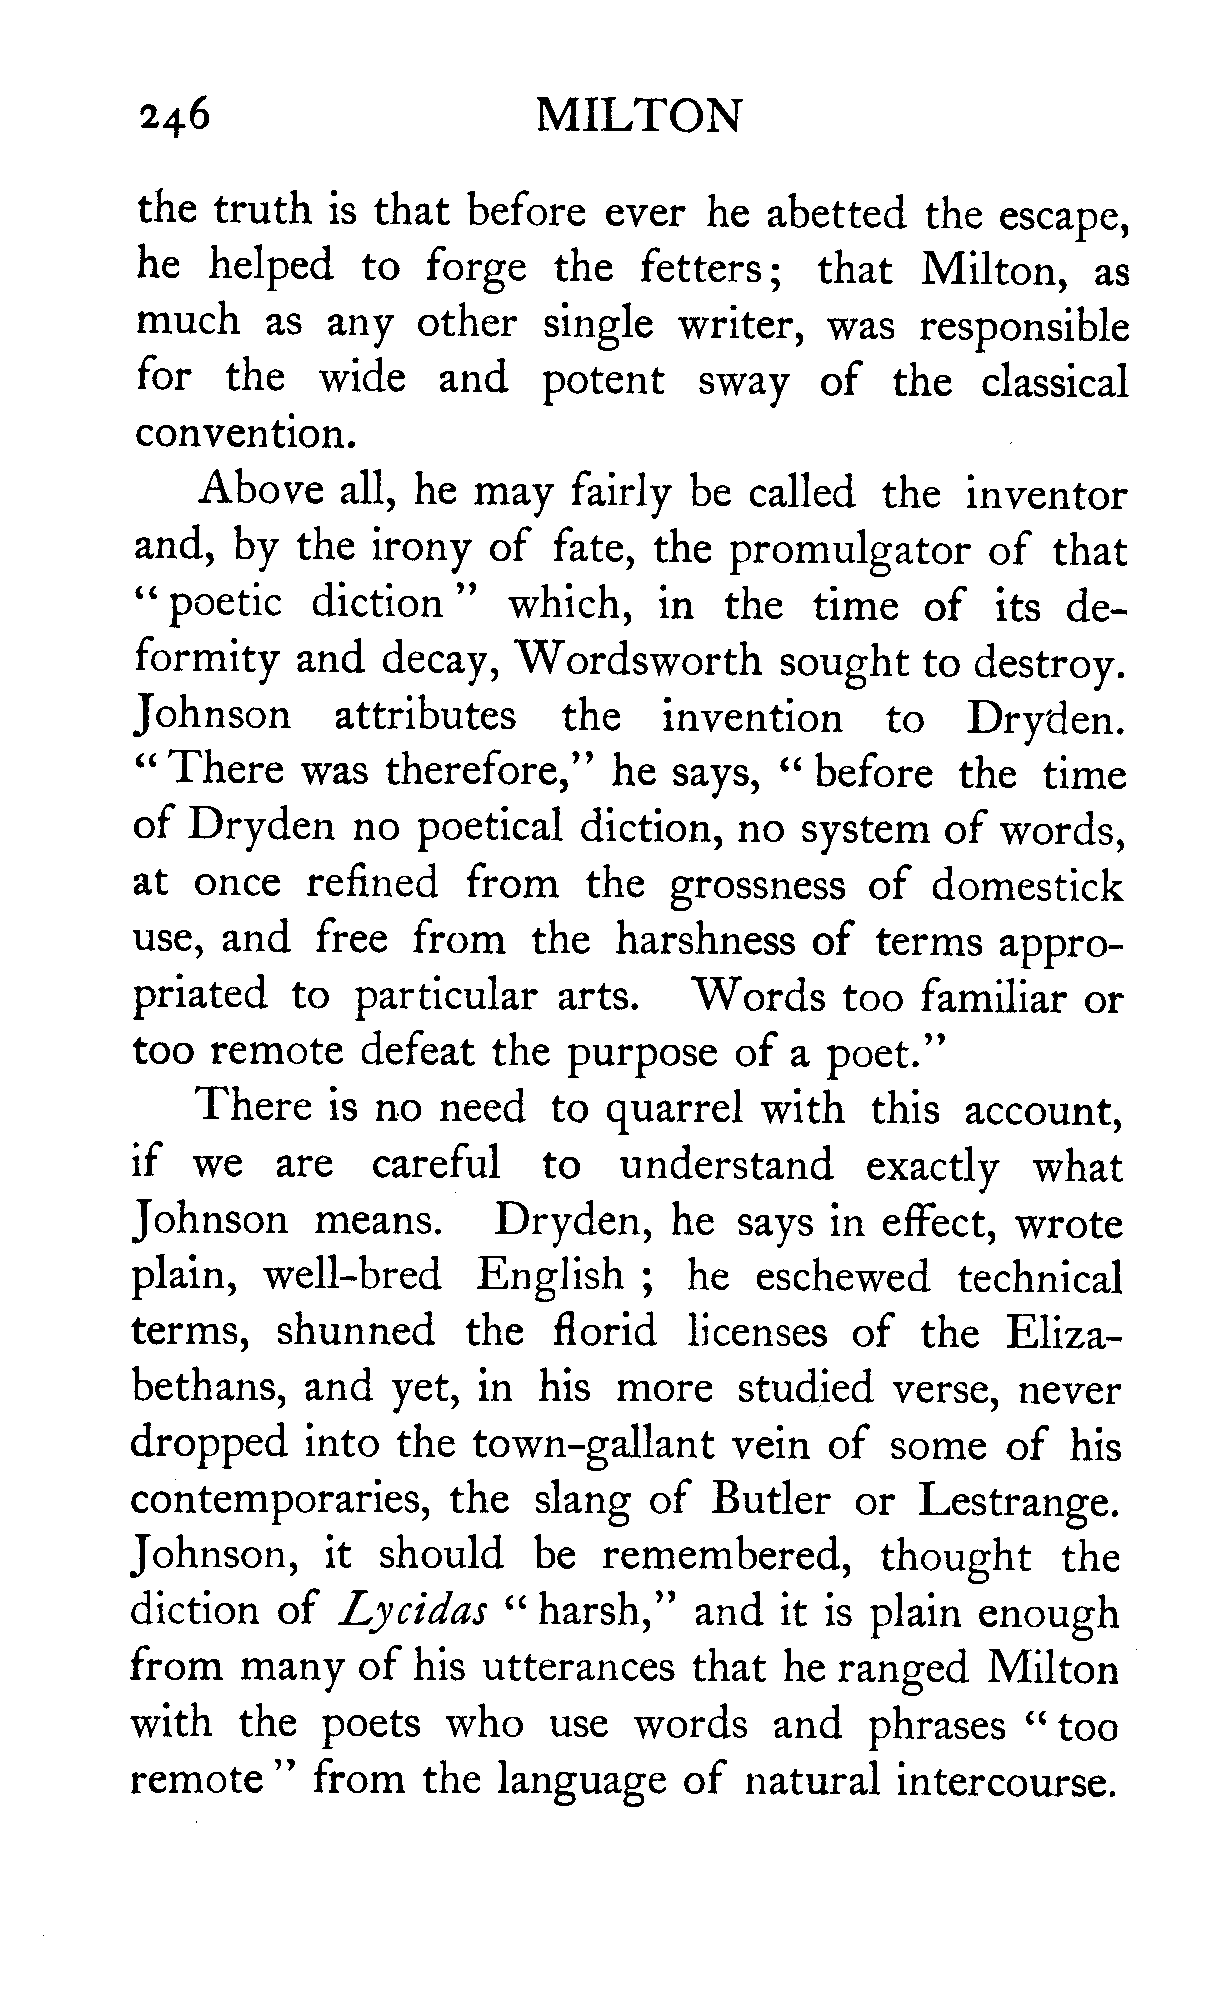 246 MILTON
the truth is that before ever he abetted the escape,
he helped to forge the fetters; that Milton, as
much as any other single writer, was responsible
for the wide and potent sway of the classical
convention.
Above all, he may fairly be called the inventor
and, by the irony of fate, the promulgator of that
“ poetic diction ” which, in the time of its de-
formity and decay, Wordsworth sought to destroy.
Johnson attributes the invention to Dryden.
“ There was therefore,” he says, “ before the time
of Dryden no poetical diction, no system of words,
at once refined from the grossness of domestick
use, and free from the harshness of terms appro-
priated to particular arts. Words too familiar or
too remote defeat the purpose of a poet.”
There is no need to quarrel with this account,
if we are careful to understand exactly what
Johnson means. Dryden, he says in effect, wrote
plain, well-bred English ; he eschewed technical
terms, shunned the florid licenses of the Eliza-
bethans, and yet, in his more studied verse, never
dropped into the town-gallant vein of some of his
contemporaries, the slang of Butler or Lestrange.
Johnson, it should be remembered, thought the
diction of Lycidas “ harsh,” and it is plain enough
from many of his utterances that he ranged Milton
with the poets who use words and phrases “ too
remote ” from the language of natural intercourse.